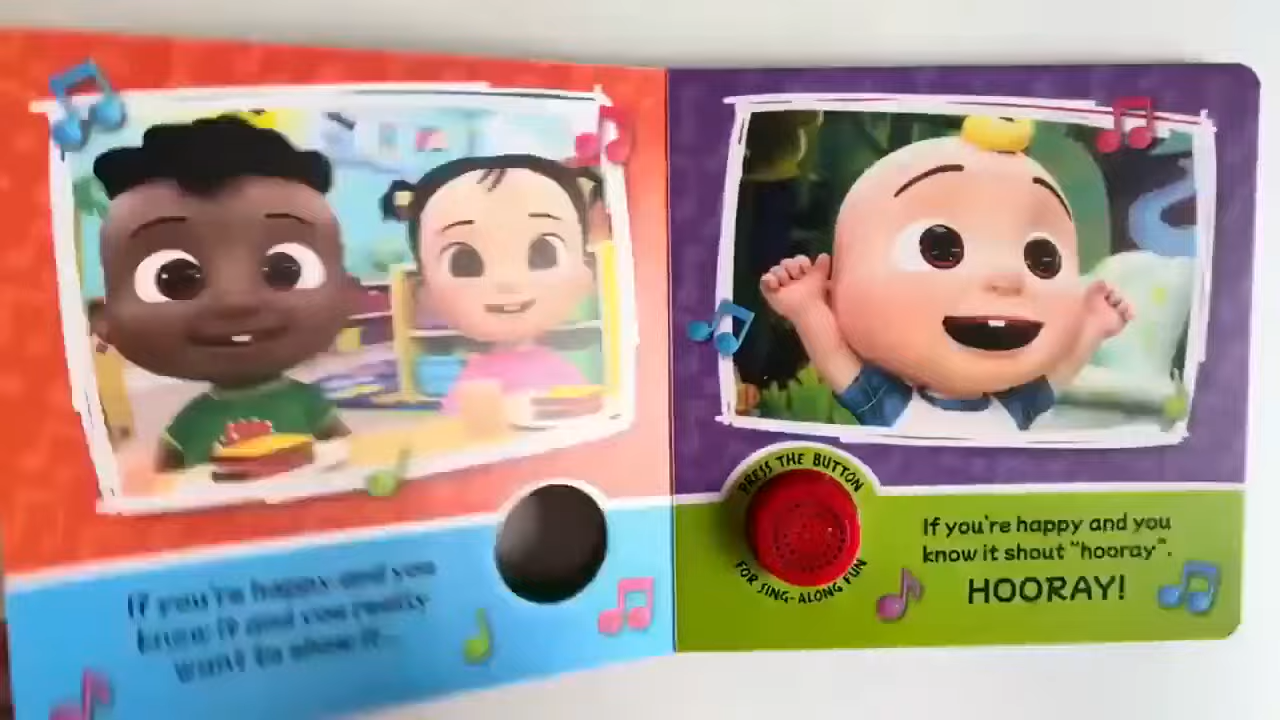 If you're happy and you
know it and you really
want to show it...
PRESS THE BUTTON
FOR SING-ALONG FUN
If you're happy and you
know it shout "hooray".
HOORAY!